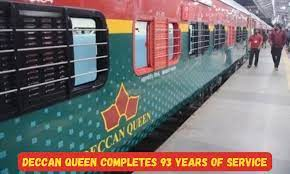 DECCAN QUEEN
DECCAN QUEEN COMPLETES 93 YEARS OF SERVICE